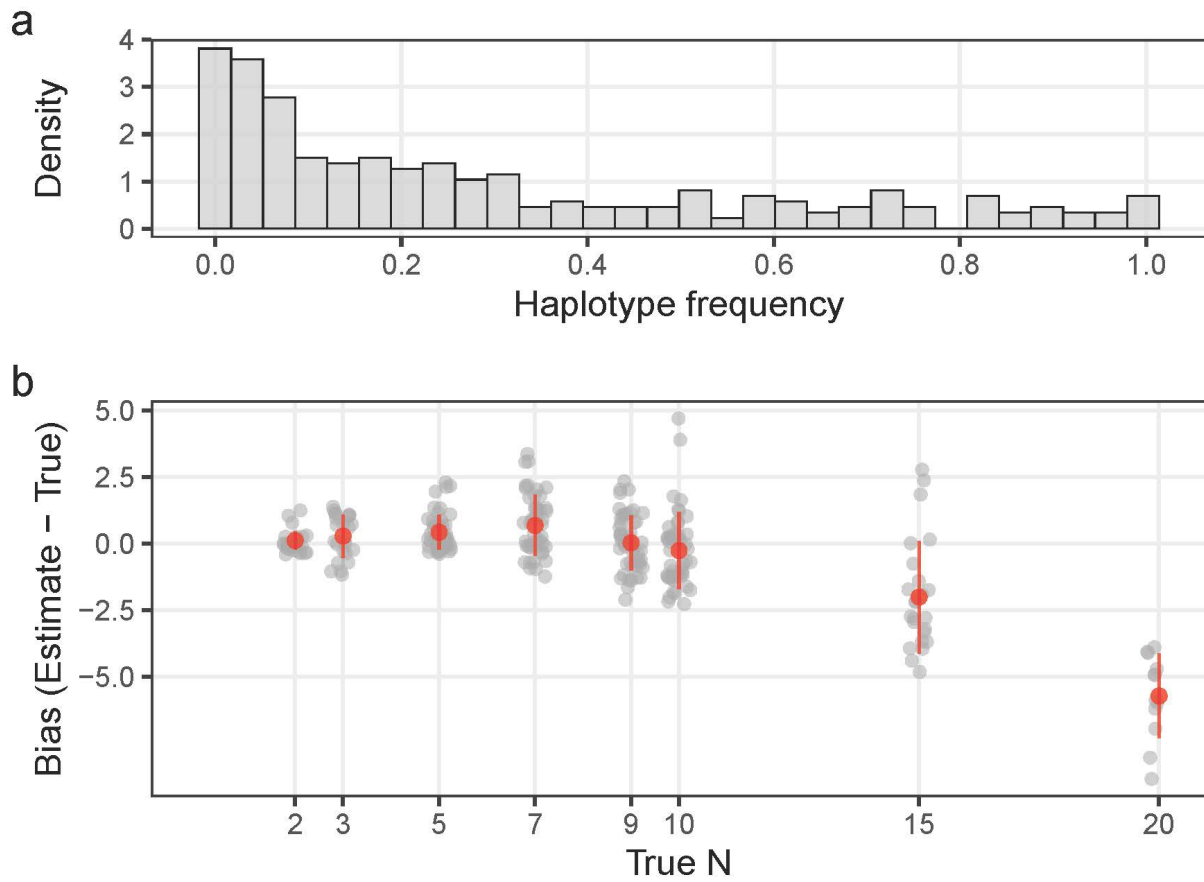 a
Density
4
3
2
1
0
0.0 0.2 0.4 0.6 0.8 1.0
Haplotype frequency
b
Bias (Estimate − True)
5.0
2.5
0.0
−2.5
−5.0
2 3 5 7 9 10 15 20
True N